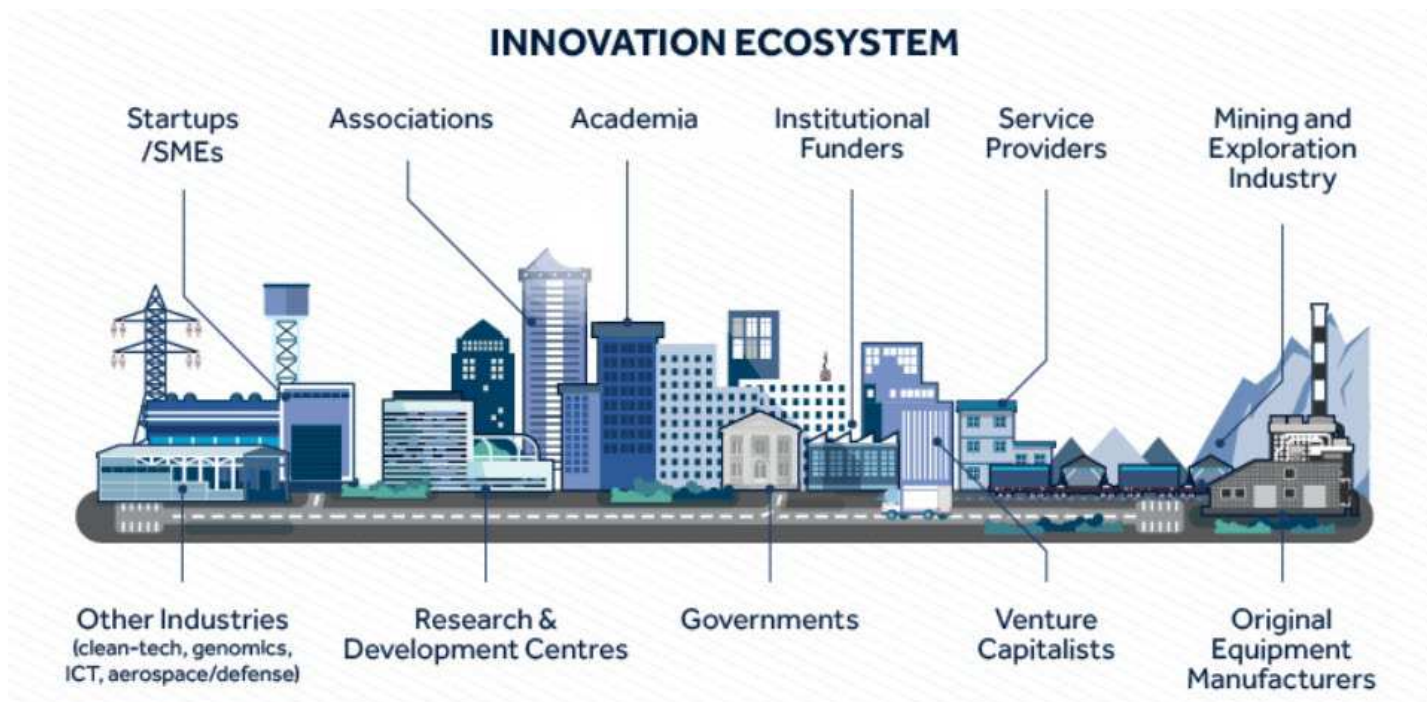 INNOVATION ECOSYSTEM
Startups
/SMEs
Associations
Academia
Institutional
Funders
Service
Providers
Mining and
Exploration
Industry
Other Industries
(clean-tech, genomics,
ICT, aerospace/defense)
Research &
Development Centres
Governments
Venture
Capitalists
Original
Equipment
Manufacturers